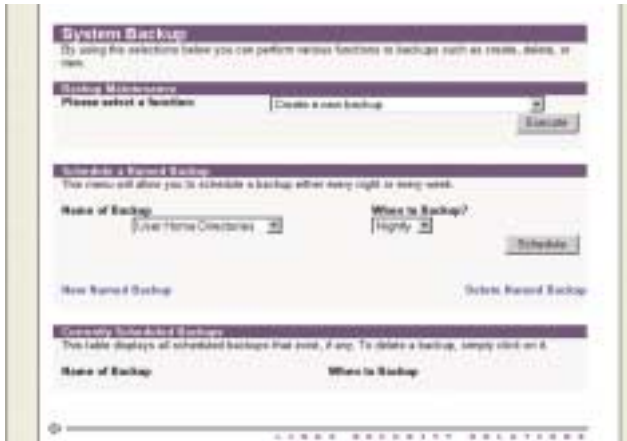 System Backup
By using the selections below you can perform various functions to backups such as create, delete, or
view.
Backup Maintenance
Please select a function:
Create a new backup
Execute
Schedule a Named Backup
This menu will allow you to schedule a backup either every night or every week.
Name of Backup
When to Backup?
User Home Directories
Nightly
Schedule
New Named Backup
Delete Named Backup
Currently Scheduled Backups
This table displays all scheduled backups that exist, if any. To delete a backup, simply click on it.
Name of Backup
When to Backup
LINUX SECURITY SOLUTIONS